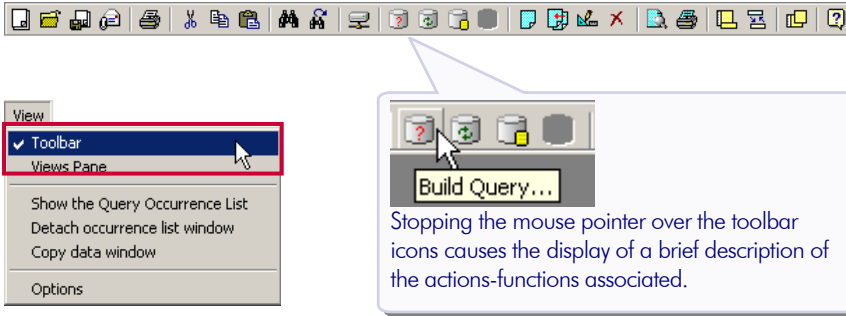 View
Toolbar
Views Pane
Show the Query Occurrence List
Detach occurrence list window
Copy data window
Options
Build Query...
Stopping the mouse pointer over the toolbar
icons causes the display of a brief description of
the actions-functions associated.